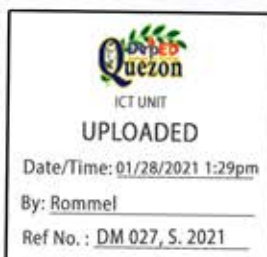 DepED
Quezon
ICT UNIT
UPLOADED
Date/Time: 01/28/2021 1:29pm
By: Rommel
Ref No. : DM 027, S. 2021